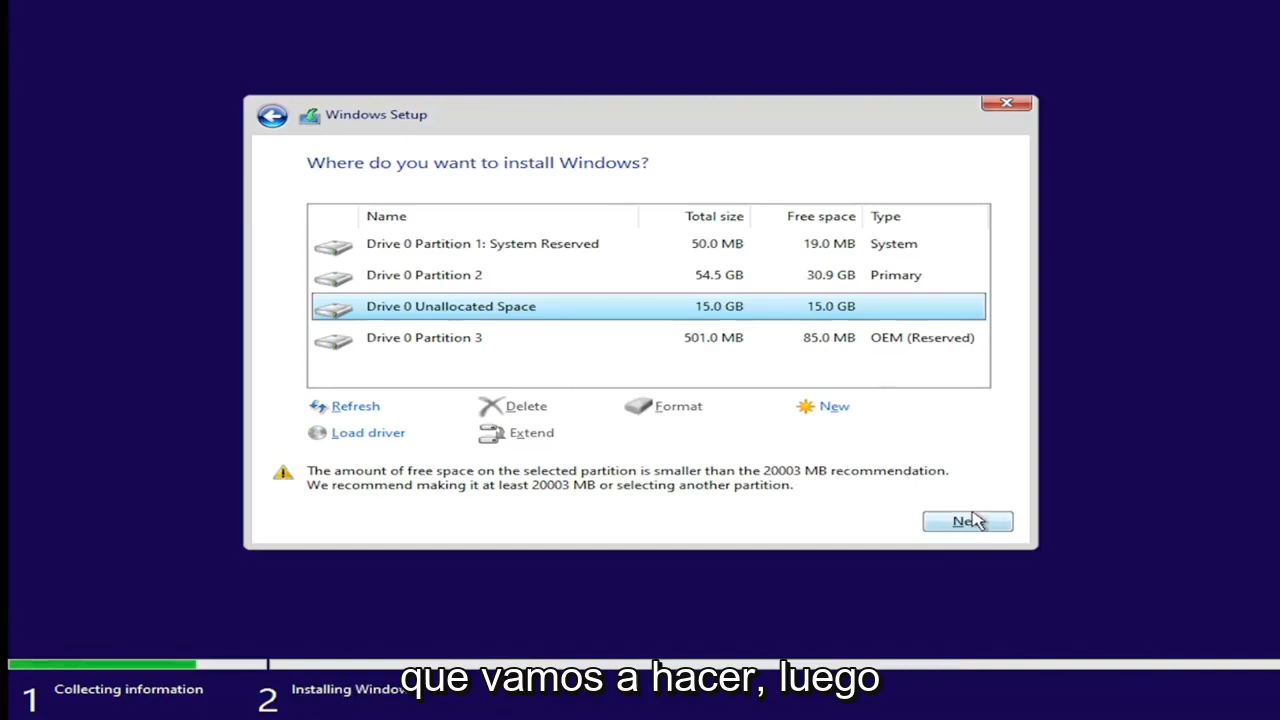 Windows Setup
Where do you want to install Windows?
Name Total size Free space Type
Drive 0 Partition 1: System Reserved 50.0 MB 19.0 MB System
Drive 0 Partition 2 54.5 GB 30.9 GB Primary
Drive 0 Unallocated Space 15.0 GB 15.0 GB
Drive 0 Partition 3 501.0 MB 85.0 MB OEM (Reserved)
Refresh Delete Format New
Load driver Extend
The amount of free space on the selected partition is smaller than the 20003 MB recommendation.
We recommend making it at least 20003 MB or selecting another partition.
1 Collecting information 2 Installing
que vamos a hacer, luego